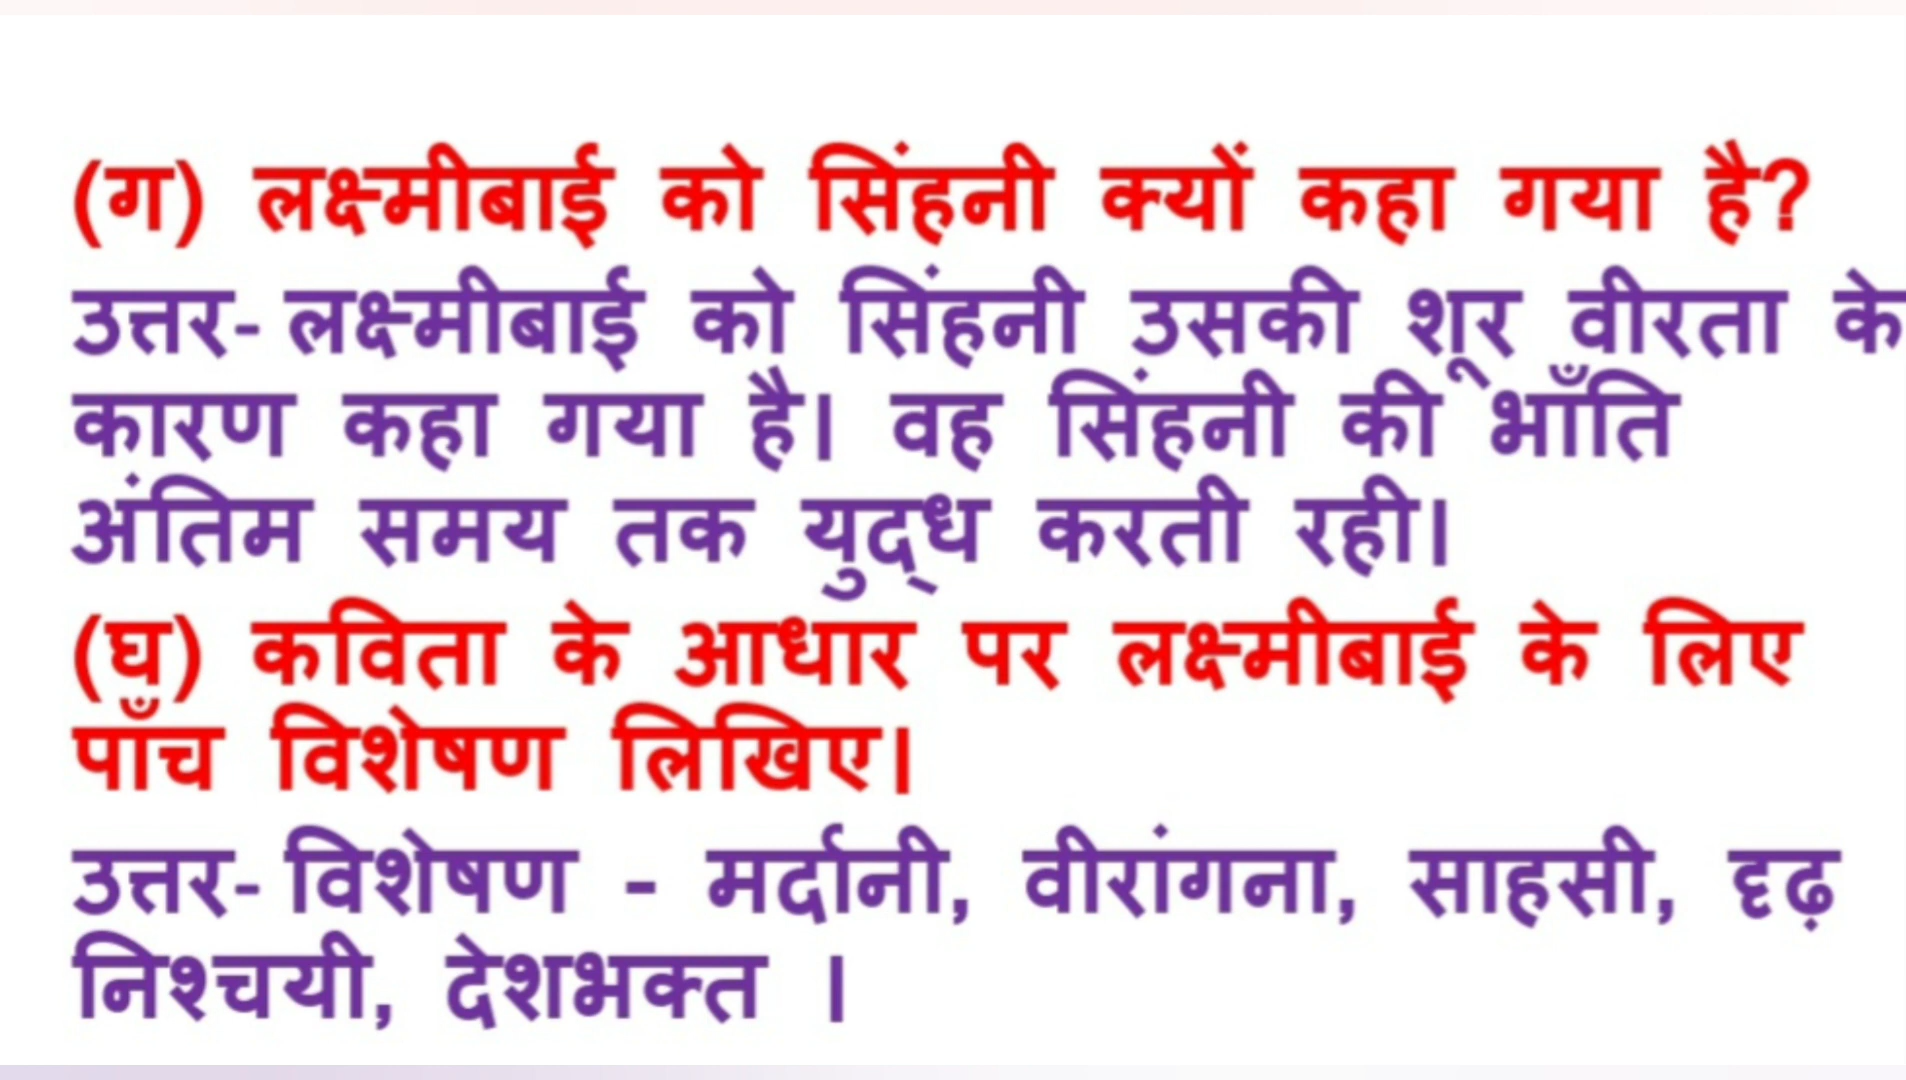 (ग) लक्ष्मीबाई को सिंहनी क्यों कहा गया है?
उत्तर- लक्ष्मीबाई को सिंहनी उसकी शूर वीरता के
कारण कहा गया है। वह सिंहनी की भाँति
अंतिम समय तक युद्ध करती रही।
(घ) कविता के आधार पर लक्ष्मीबाई के लिए
पाँच विशेषण लिखिए।
उत्तर- विशेषण - मर्दानी, वीरांगना, साहसी, दृढ़
निश्चयी, देशभक्त ।